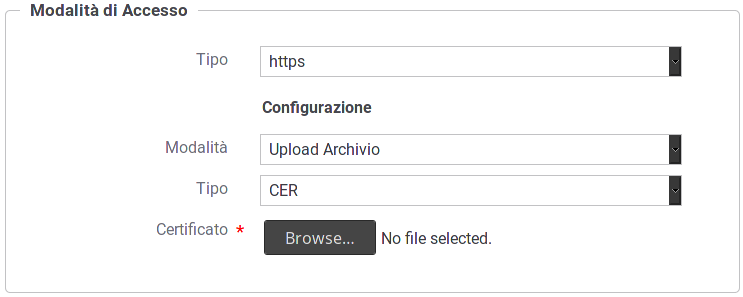 Modalità di Accesso
Tipo https
Configurazione
Modalità Upload Archivio
Tipo CER
Certificato * Browse... No file selected.